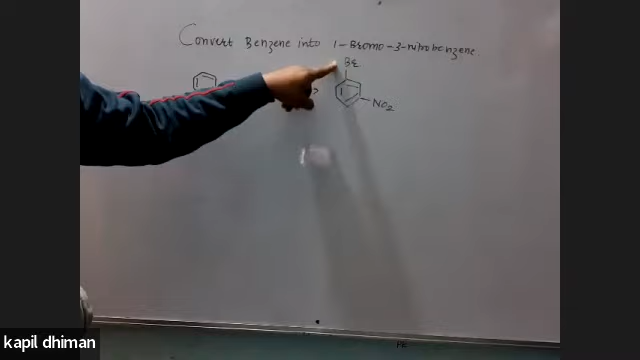 Convert Benzene into 1-Bromo-3-nitrobenzene.
Br
NO2
kapil dhiman